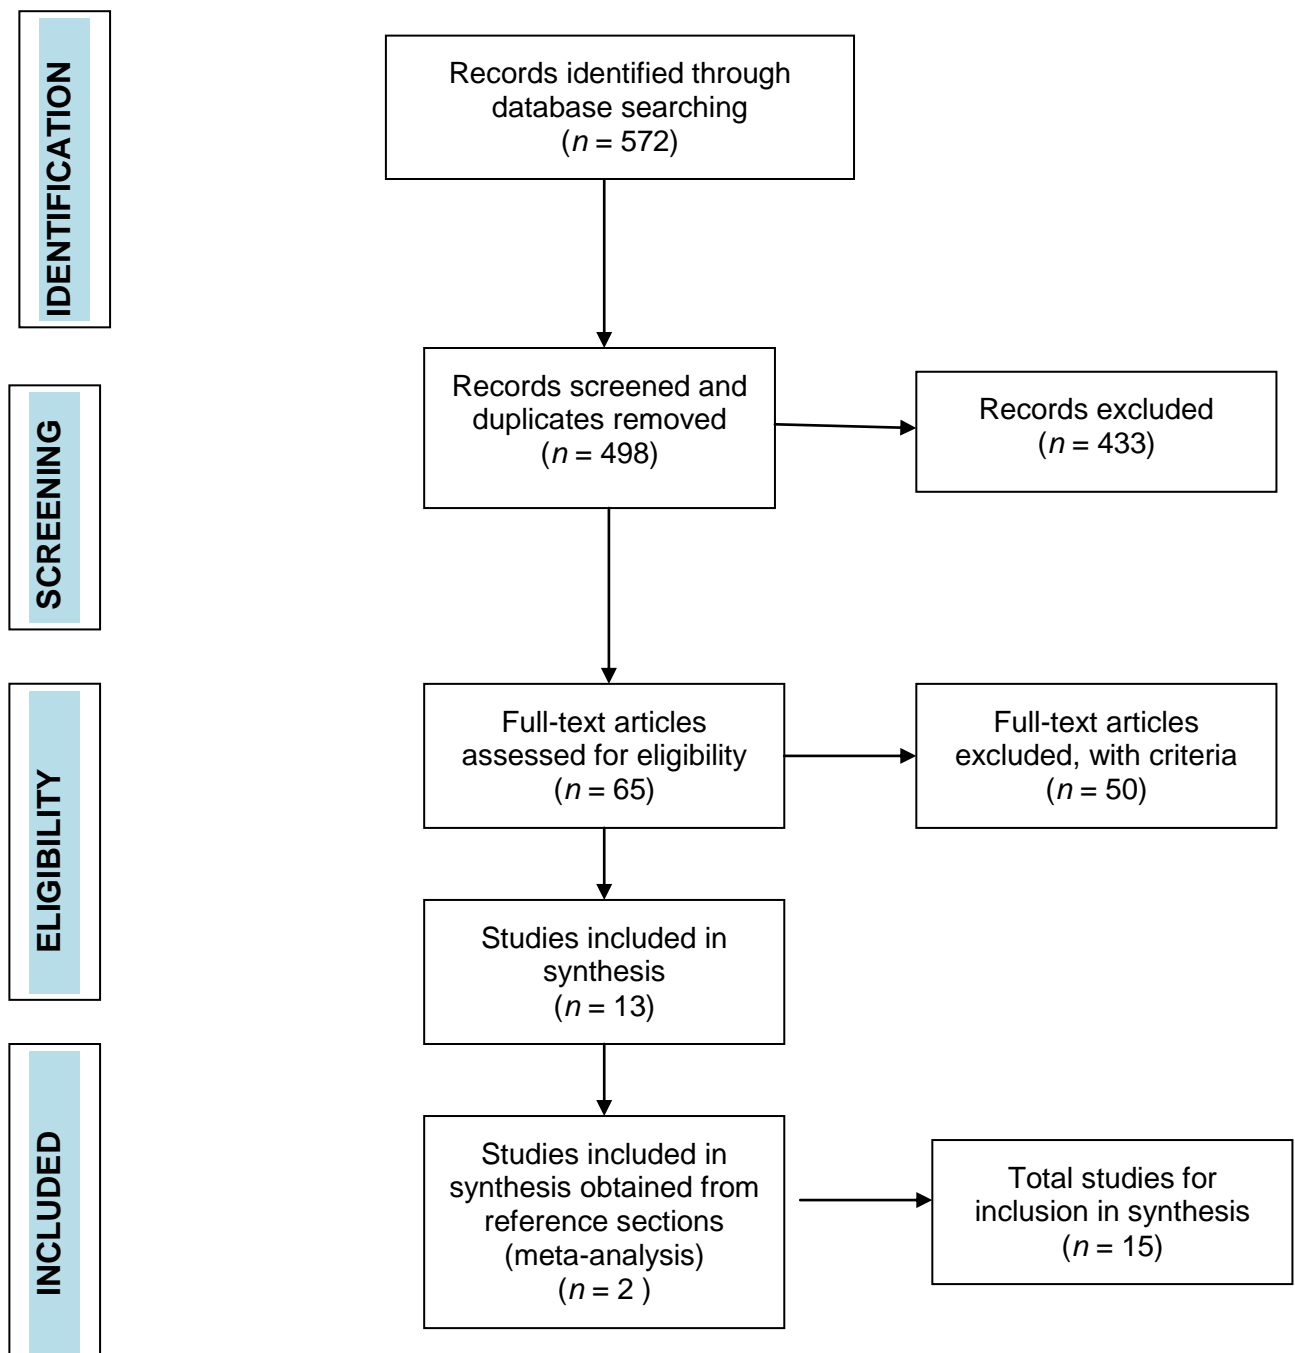 IDENTIFICATION
Records identified through
database searching
(n = 572)
SCREENING
Records screened and
duplicates removed
(n = 498)
Records excluded
(n = 433)
ELIGIBILITY
Full-text articles
assessed for eligibility
(n = 65)
Full-text articles
excluded, with criteria
(n = 50)
Studies included in
synthesis
(n = 13)
INCLUDED
Studies included in
synthesis obtained from
reference sections
(meta-analysis)
(n = 2 )
Total studies for
inclusion in synthesis
(n = 15)